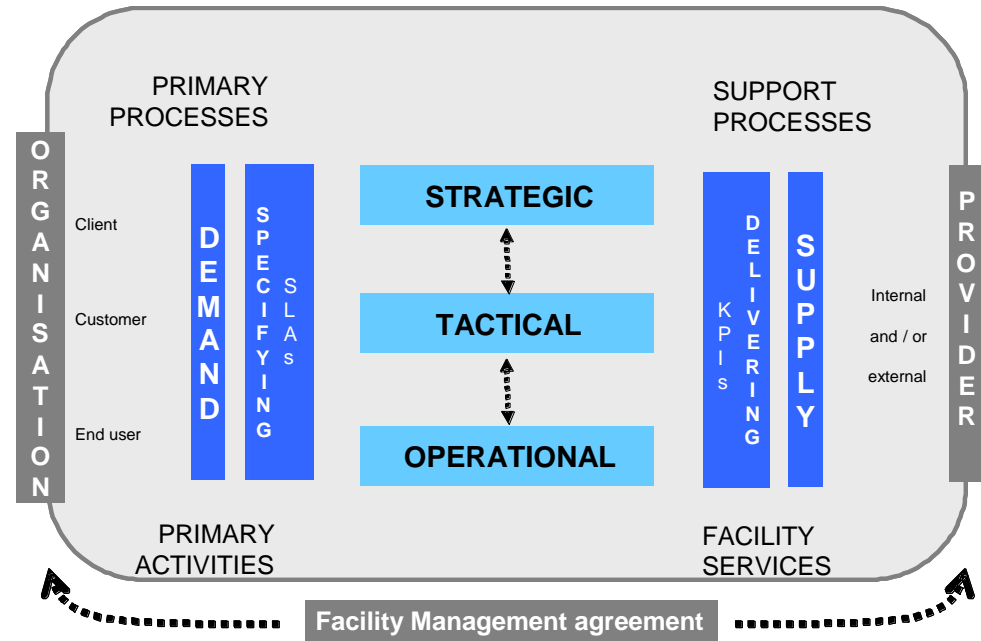 PRIMARY
PROCESSES
SUPPORT
PROCESSES
ORGANISATION
Client
Customer
End user
DEMAND
SPECIFYING
SLAs
STRATEGIC
TACTICAL
OPERATIONAL
KPIs
DELIVERING
SUPPLY
Internal
and / or
external
PROVIDER
PRIMARY
ACTIVITIES
FACILITY
SERVICES
Facility Management agreement